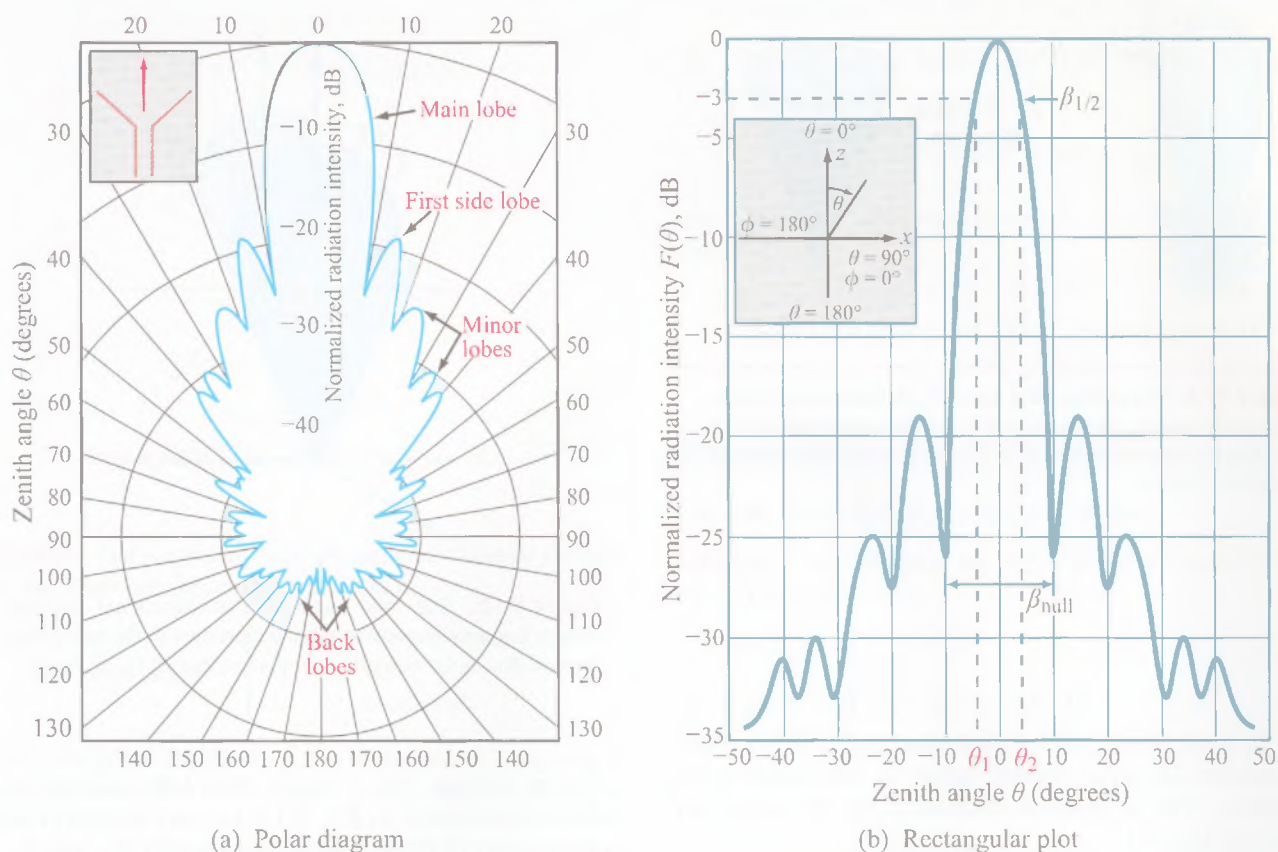 20 10 0 10 20
Normalized radiation intensity, dB
−10
−20
−30
−40
Main lobe
First side lobe
Minor
lobes
Back
lobes
Zenith angle θ (degrees)
30
40
50
60
70
80
90
100
110
120
130
30
40
50
60
70
80
90
100
110
120
130
140 150 160 170 180 170 160 150 140
(a) Polar diagram
Normalized radiation intensity F(θ), dB
0
−3
−5
−10
−15
−20
−25
−30
−35
β1/2
θ = 0°
z
θ
ϕ = 180°
x
θ = 90°
ϕ = 0°
θ = 180°
βnull
−50 −40 −30 −20 −10 θ1 0 θ2 10 20 30 40 50
Zenith angle θ (degrees)
(b) Rectangular plot